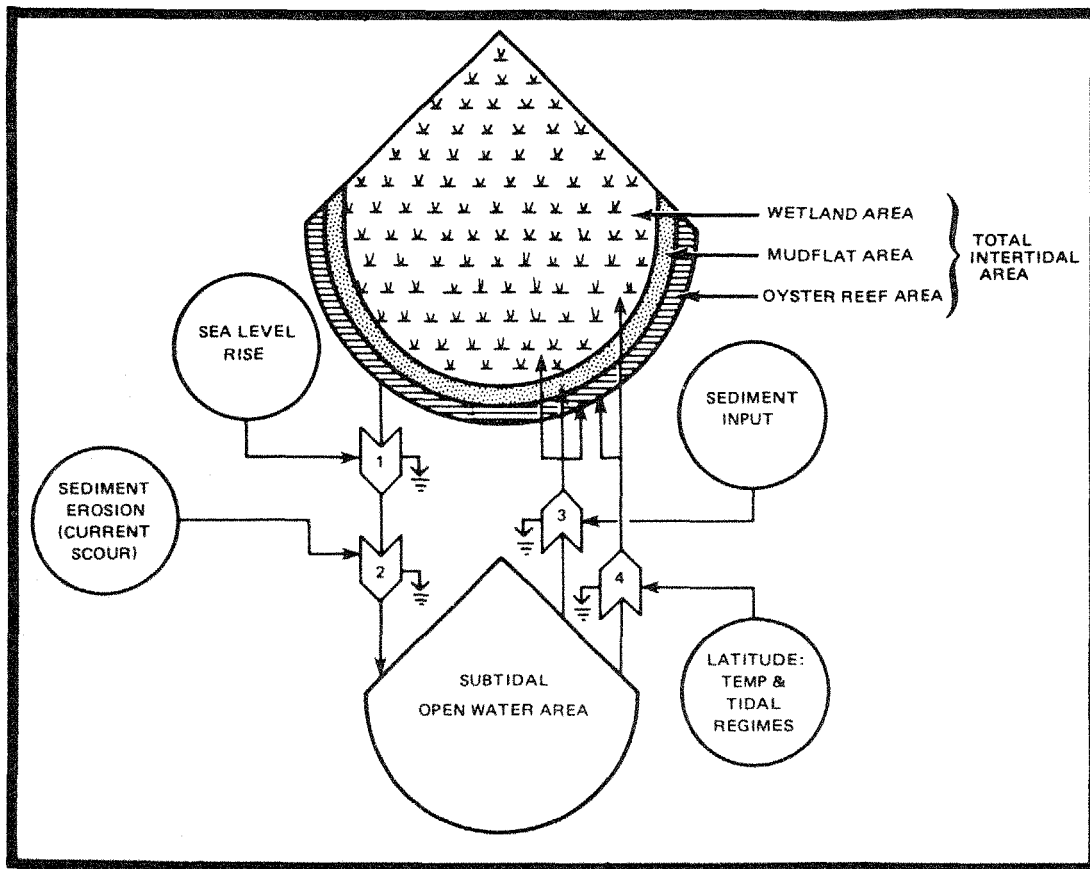 WETLAND AREA
MUDFLAT AREA
OYSTER REEF AREA
TOTAL
INTERTIDAL
AREA
SEA LEVEL
RISE
SEDIMENT
INPUT
1
SEDIMENT
EROSION
(CURRENT
SCOUR)
3
2
4
SUBTIDAL
OPEN WATER AREA
LATITUDE:
TEMP &
TIDAL
REGIMES